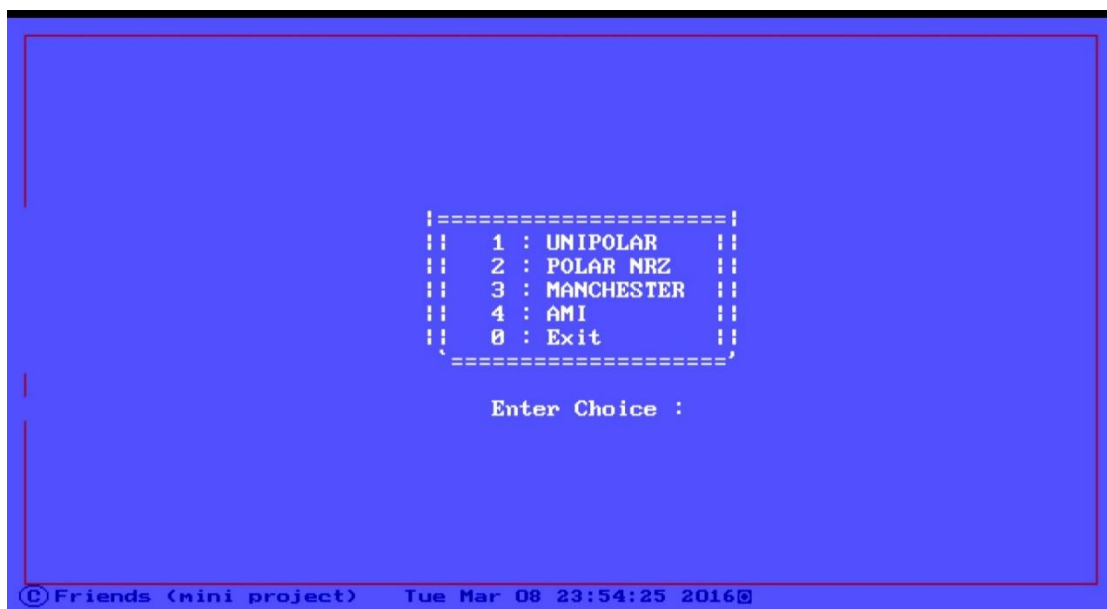 ¦======================¦
¦¦ 1 : UNIPOLAR ¦¦
¦¦ 2 : POLAR NRZ ¦¦
¦¦ 3 : MANCHESTER ¦¦
¦¦ 4 : AMI ¦¦
¦¦ 0 : Exit ¦¦
`====================’
Enter Choice :
©Friends (mini project) Tue Mar 08 23:54:25 2016◙